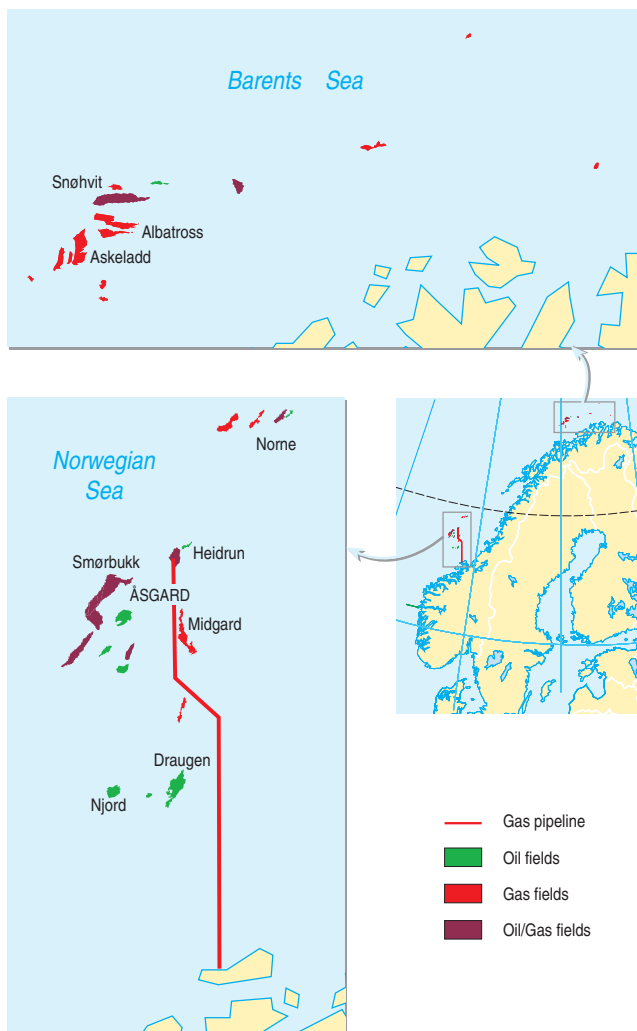 Barents Sea
Snøhvit
Albatross
Askeladd
Norne
Norwegian
Sea
Heidrun
Smørbukk
ÅSGARD
Midgard
Draugen
Njord
Gas pipeline
Oil fields
Gas fields
Oil/Gas fields